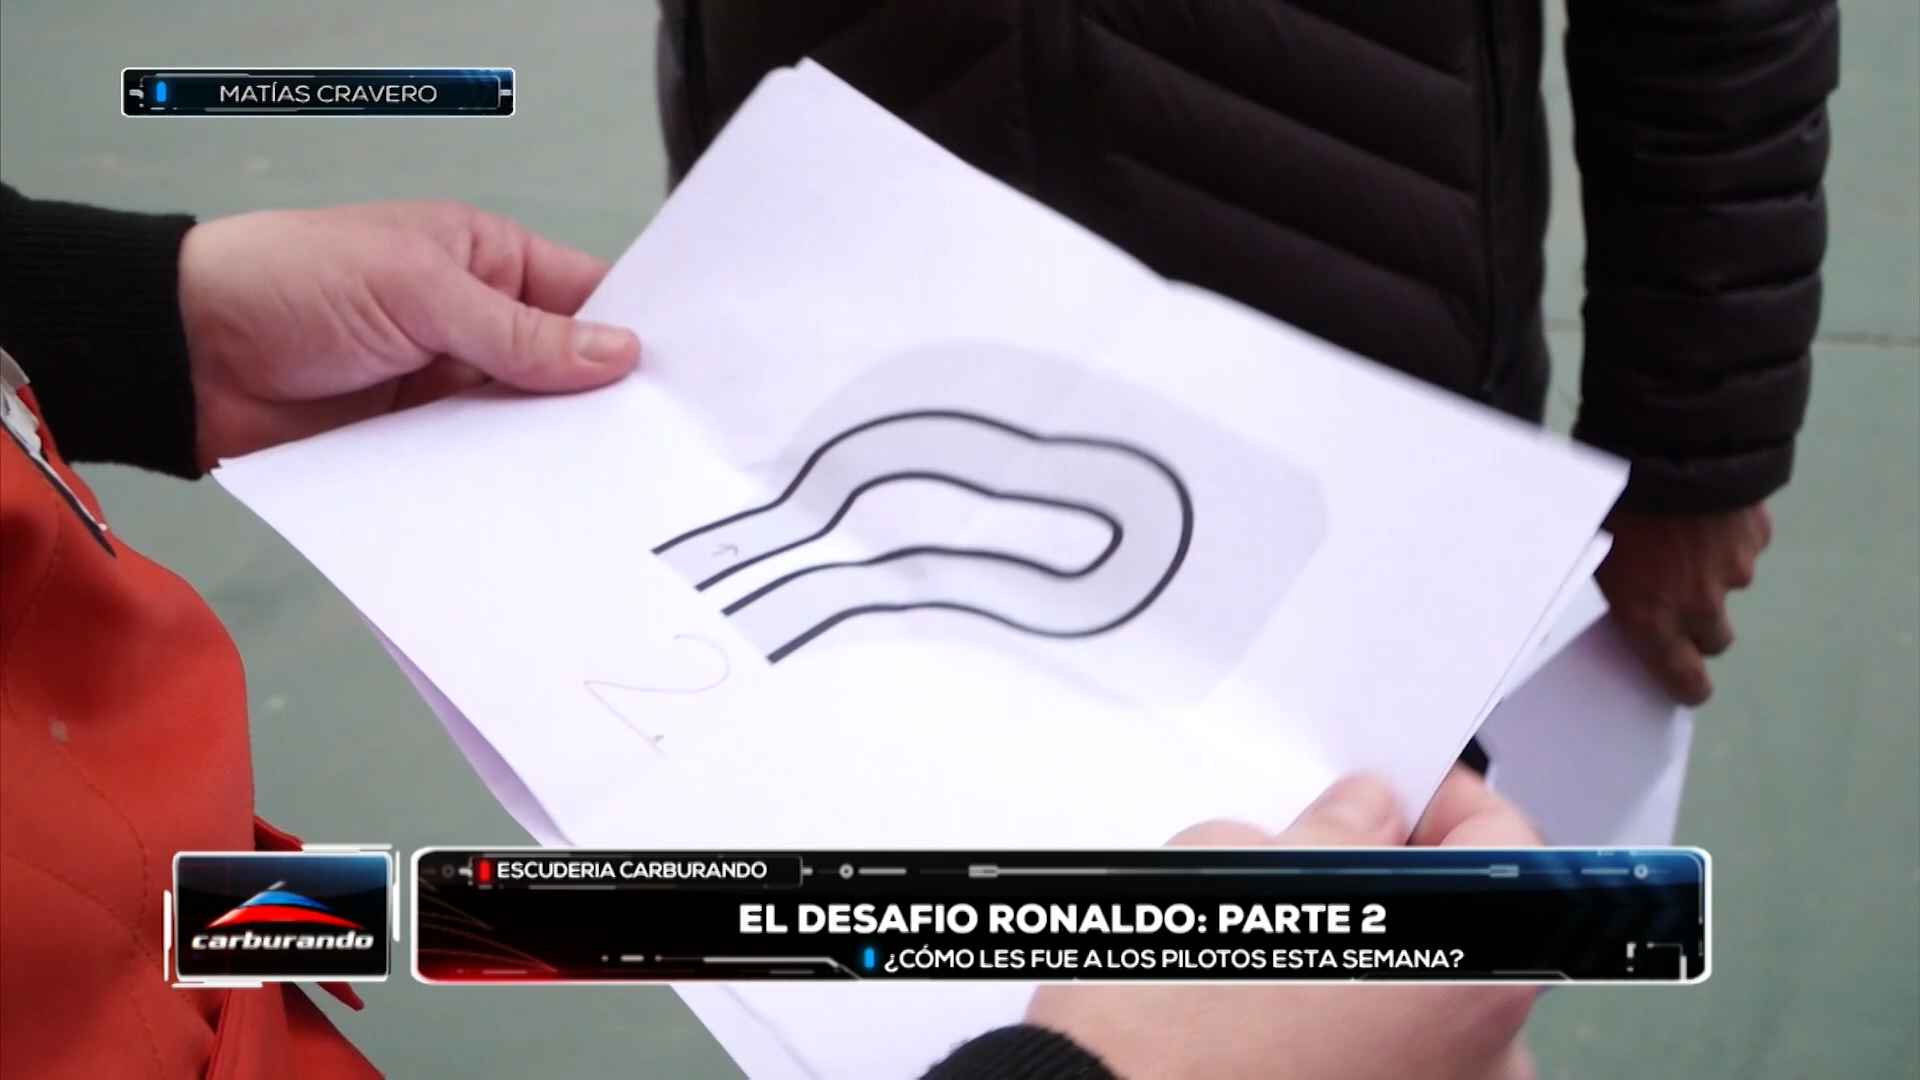 MATÍAS CRAVERO
2
ESCUDERIA CARBURANDO
EL DESAFIO RONALDO: PARTE 2
carburando
¿CÓMO LES FUE A LOS PILOTOS ESTA SEMANA?